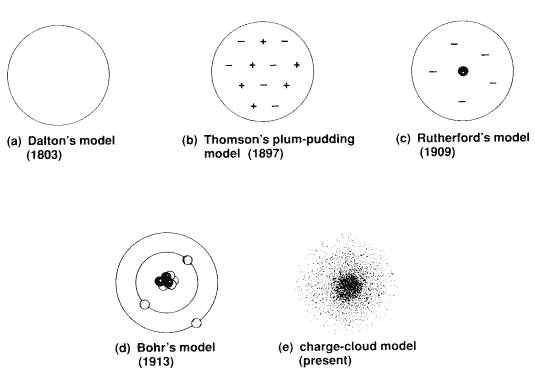 (a) Dalton's model
(1803)
(b) Thomson's plum-pudding
model (1897)
(c) Rutherford's model
(1909)
(d) Bohr's model
(1913)
(e) charge-cloud model
(present)